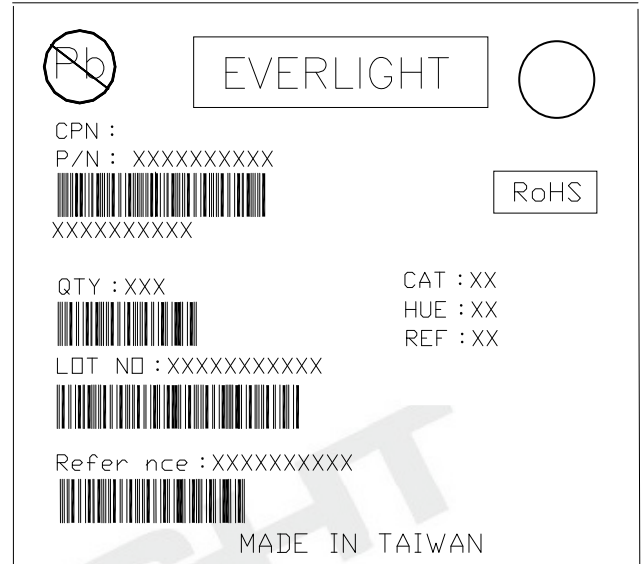 Pb
EVERLIGHT
CPN :
P/N : XXXXXXXXXX
RoHS
XXXXXXXXXX
QTY : XXX
CAT : XX
HUE : XX
REF : XX
LOT NO : XXXXXXXXXXX
Refer nce : XXXXXXXXXX
MADE IN TAIWAN